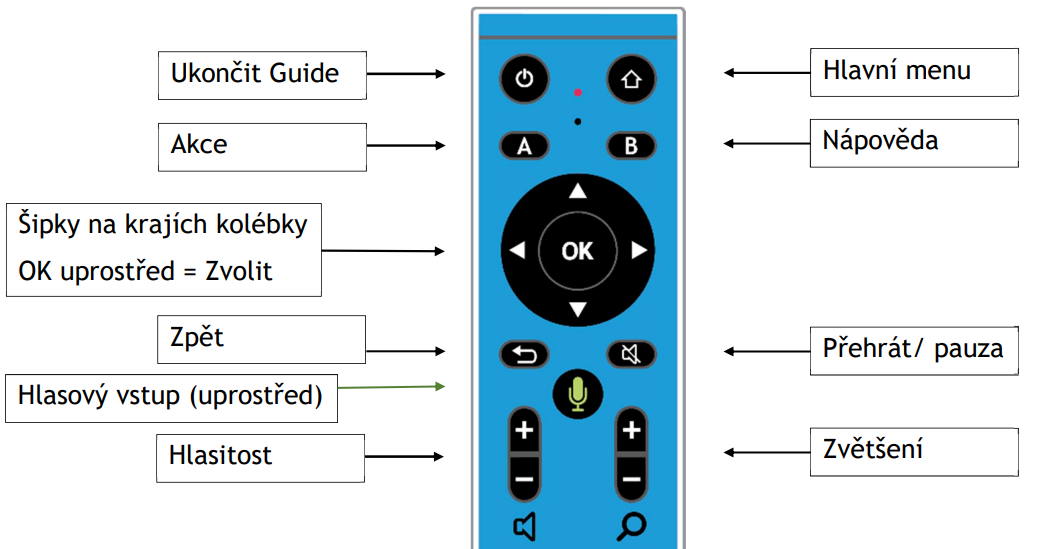 Ukončit Guide
Hlavní menu
Akce
A
B
Nápověda
Šipky na krajích kolébky
OK uprostřed = Zvolit
OK
Zpět
Přehrát/ pauza
Hlasový vstup (uprostřed)
Hlasitost
+
+
Zvětšení
−
−